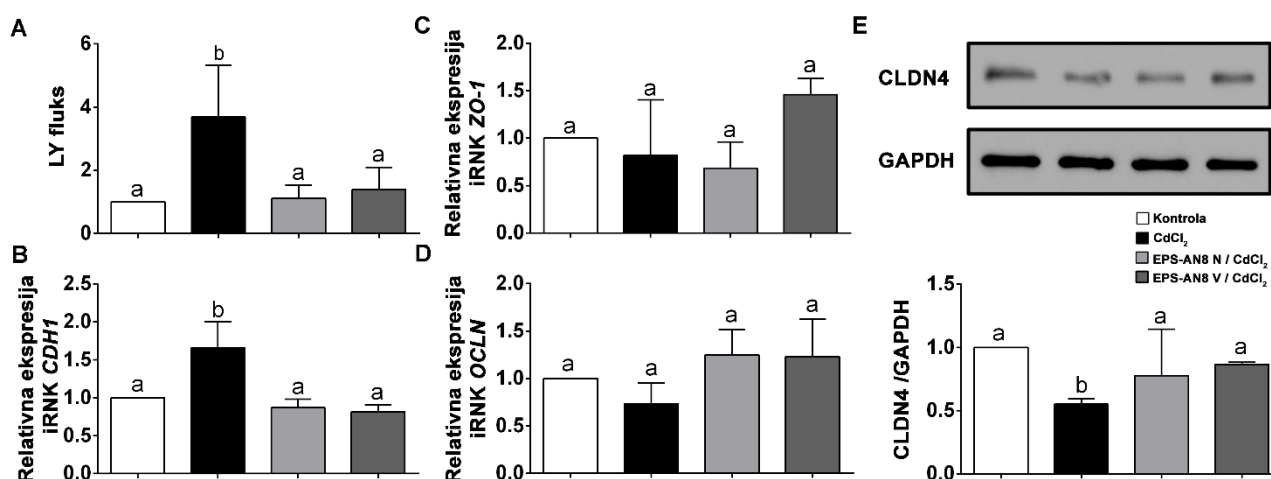 A
LY fluks
6
4
2
0
a
b
a
a
B
Relativna ekspresija
iRNK CDH1
2.5
2.0
1.5
1.0
0.5
0.0
a
b
a
a
C
Relativna ekspresija
iRNK ZO-1
2.0
1.5
1.0
0.5
0.0
a
a
a
a
D
Relativna ekspresija
iRNK OCLN
2.0
1.5
1.0
0.5
0.0
a
a
a
a
E
CLDN4
GAPDH
Kontrola
CdCl₂
EPS-AN8 N / CdCl₂
EPS-AN8 V / CdCl₂
CLDN4 /GAPDH
1.5
1.0
0.5
0.0
a
b
a
a